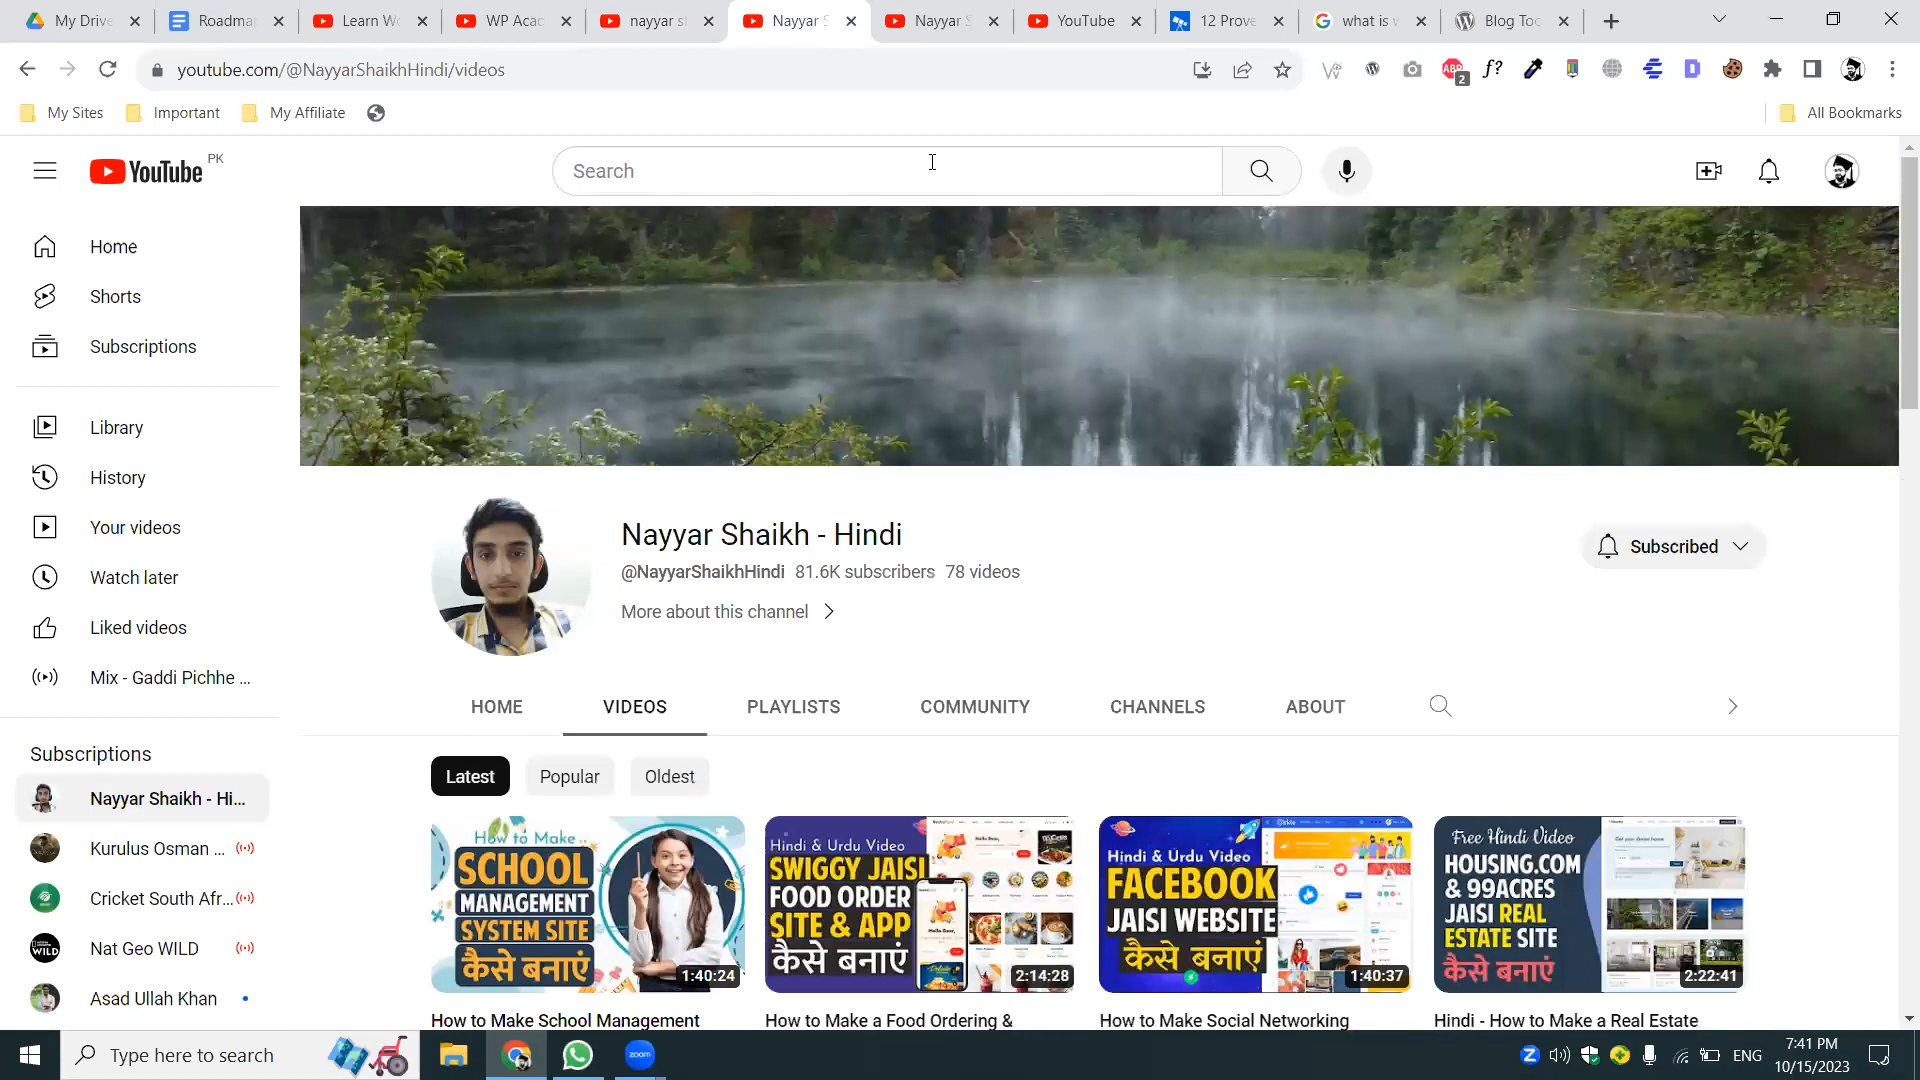 My Drive
Roadma
Learn Wo
WP Acad
nayyar s
Nayyar S
Nayyar S
YouTube
12 Prove
what is w
Blog Too
youtube.com/@NayyarShaikhHindi/videos
ABP
2
f?
My Sites
Important
My Affiliate
All Bookmarks
YouTube PK
Search
Home
Shorts
Subscriptions
Library
History
Your videos
Watch later
Liked videos
Mix - Gaddi Pichhe ...
Subscriptions
Nayyar Shaikh - Hi...
Kurulus Osman ...
Cricket South Afr...
Nat Geo WILD
Asad Ullah Khan
Nayyar Shaikh - Hindi
@NayyarShaikhHindi 81.6K subscribers 78 videos
More about this channel
Subscribed
HOME
VIDEOS
PLAYLISTS
COMMUNITY
CHANNELS
ABOUT
Latest
Popular
Oldest
How to Make
SCHOOL
MANAGEMENT
SYSTEM SITE
कैसे बनाएं
1:40:24
Hindi & Urdu Video
SWIGGY JAISI
FOOD ORDER
SITE & APP
कैसे बनाएं
2:14:28
Hindi & Urdu Video
FACEBOOK
JAISI WEBSITE
कैसे बनाएं
1:40:37
Free Hindi Video
HOUSING.COM
& 99ACRES
JAISI REAL
ESTATE SITE
कैसे बनाएं
2:22:41
How to Make School Management
How to Make a Food Ordering &
How to Make Social Networking
Hindi - How to Make a Real Estate
Type here to search
zoom
ENG
7:41 PM
10/15/2023